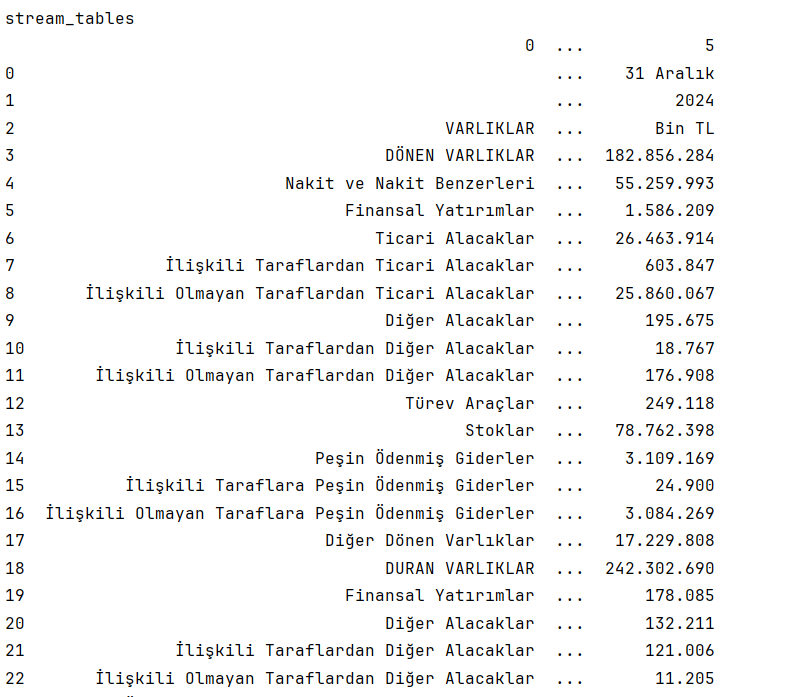 stream_tables
0 ... 5
0 ... 31 Aralık
1 ... 2024
2 VARLIKLAR ... Bin TL
3 DÖNEN VARLIKLAR ... 182.856.284
4 Nakit ve Nakit Benzerleri ... 55.259.993
5 Finansal Yatırımlar ... 1.586.209
6 Ticari Alacaklar ... 26.463.914
7 İlişkili Taraflardan Ticari Alacaklar ... 603.847
8 İlişkili Olmayan Taraflardan Ticari Alacaklar ... 25.860.067
9 Diğer Alacaklar ... 195.675
10 İlişkili Taraflardan Diğer Alacaklar ... 18.767
11 İlişkili Olmayan Taraflardan Diğer Alacaklar ... 176.908
12 Türev Araçlar ... 249.118
13 Stoklar ... 78.762.398
14 Peşin Ödenmiş Giderler ... 3.109.169
15 İlişkili Taraflara Peşin Ödenmiş Giderler ... 24.900
16 İlişkili Olmayan Taraflara Peşin Ödenmiş Giderler ... 3.084.269
17 Diğer Dönen Varlıklar ... 17.229.808
18 DURAN VARLIKLAR ... 242.302.690
19 Finansal Yatırımlar ... 178.085
20 Diğer Alacaklar ... 132.211
21 İlişkili Taraflardan Diğer Alacaklar ... 121.006
22 İlişkili Olmayan Taraflardan Diğer Alacaklar ... 11.205